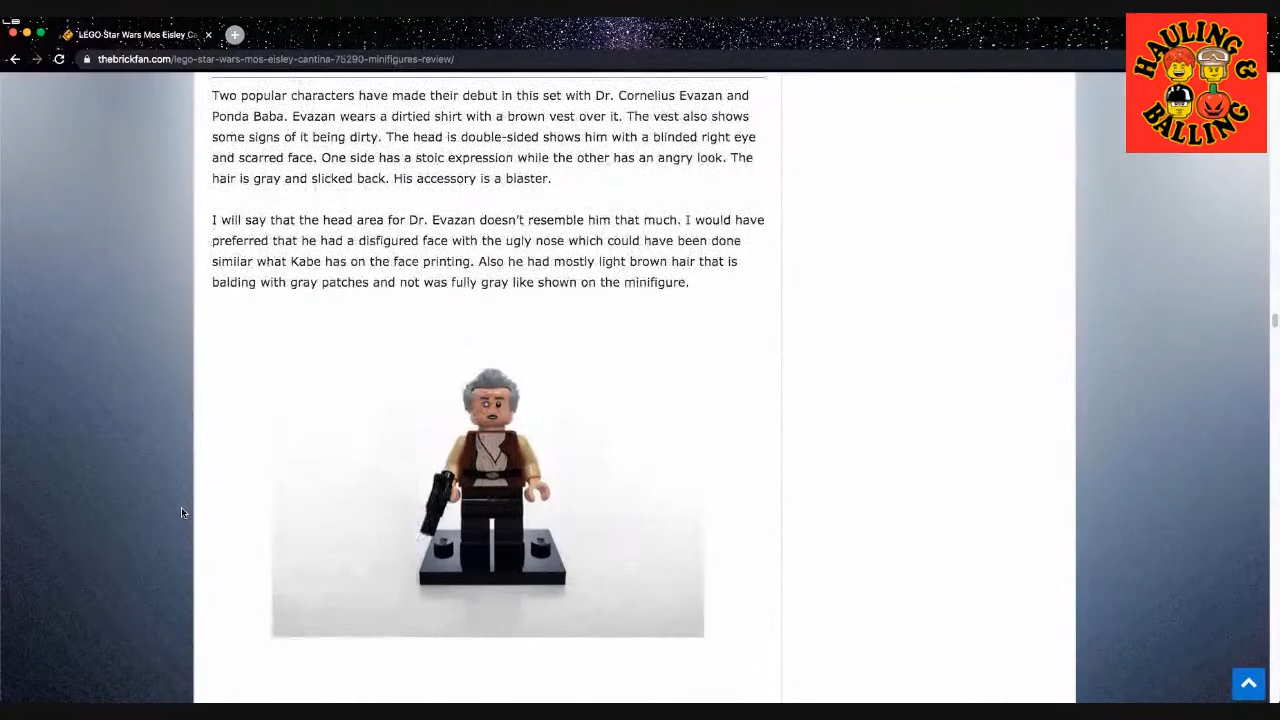 LEGO Star Wars Mos Eisley Ca
thebrickfan.com/lego-star-wars-mos-eisley-cantina-75290-minifigures-review/
HAULING &
BALLING
Two popular characters have made their debut in this set with Dr. Cornelius Evazan and
Ponda Baba. Evazan wears a dirtied shirt with a brown vest over it. The vest also shows
some signs of it being dirty. The head is double-sided shows him with a blinded right eye
and scarred face. One side has a stoic expression while the other has an angry look. The
hair is gray and slicked back. His accessory is a blaster.
I will say that the head area for Dr. Evazan doesn't resemble him that much. I would have
preferred that he had a disfigured face with the ugly nose which could have been done
similar what Kabe has on the face printing. Also he had mostly light brown hair that is
balding with gray patches and not was fully gray like shown on the minifigure.